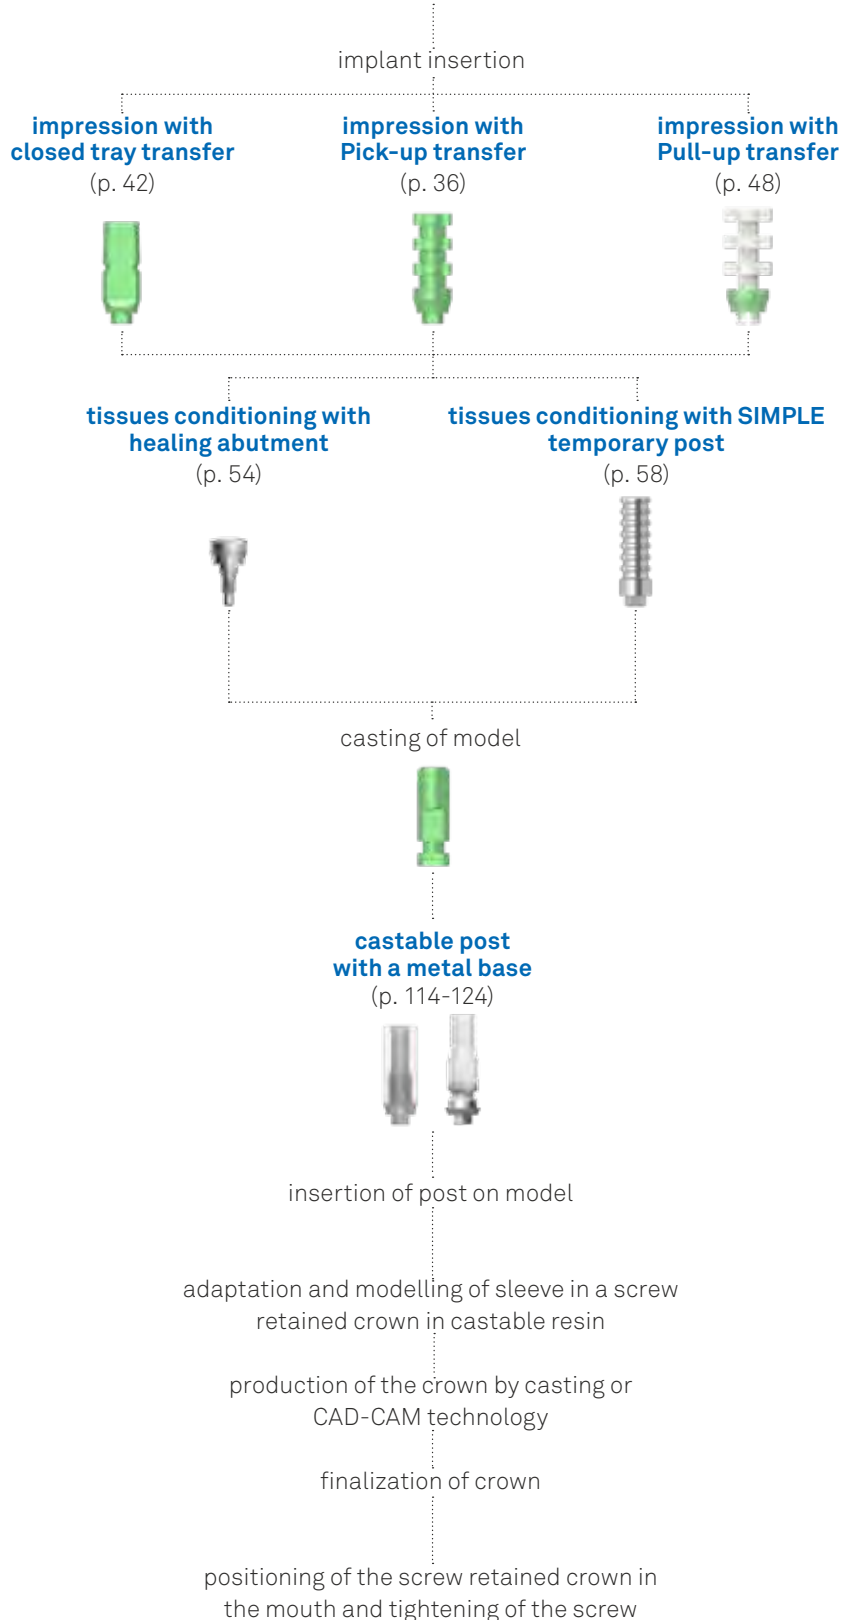 implant insertion
impression with
closed tray transfer
(p. 42)
impression with
Pick-up transfer
(p. 36)
impression with
Pull-up transfer
(p. 48)
tissues conditioning with
healing abutment
(p. 54)
tissues conditioning with SIMPLE
temporary post
(p. 58)
casting of model
castable post
with a metal base
(p. 114-124)
insertion of post on model
adaptation and modelling of sleeve in a screw
retained crown in castable resin
production of the crown by casting or
CAD-CAM technology
finalization of crown
positioning of the screw retained crown in
the mouth and tightening of the screw